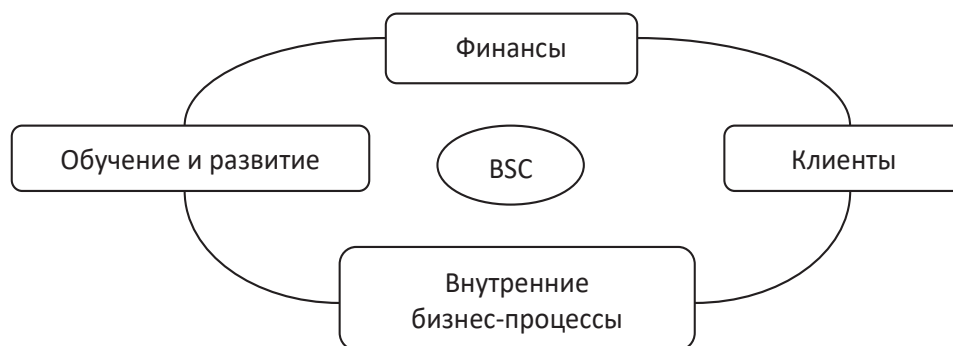 Финансы
Обучение и развитие
BSC
Клиенты
Внутренние
бизнес-процессы